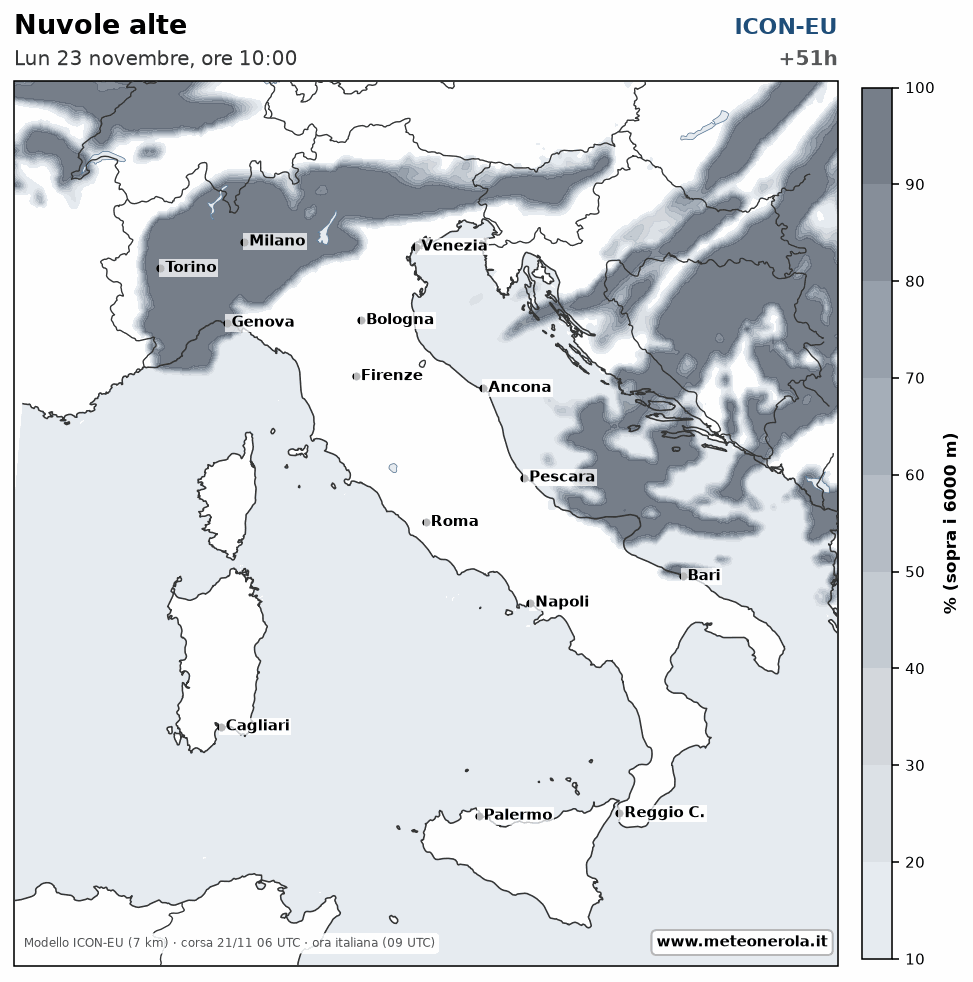 Nuvole alte
ICON-EU
Lun 23 novembre, ore 10:00
+51h
100
90
80
70
60
50
40
30
20
10
% (sopra i 6000 m)
Milano
Venezia
Torino
Genova
Bologna
Firenze
Ancona
Pescara
Roma
Bari
Napoli
Cagliari
Palermo
Reggio C.
Modello ICON-EU (7 km) · corsa 21/11 06 UTC · ora italiana (09 UTC)
www.meteonerola.it